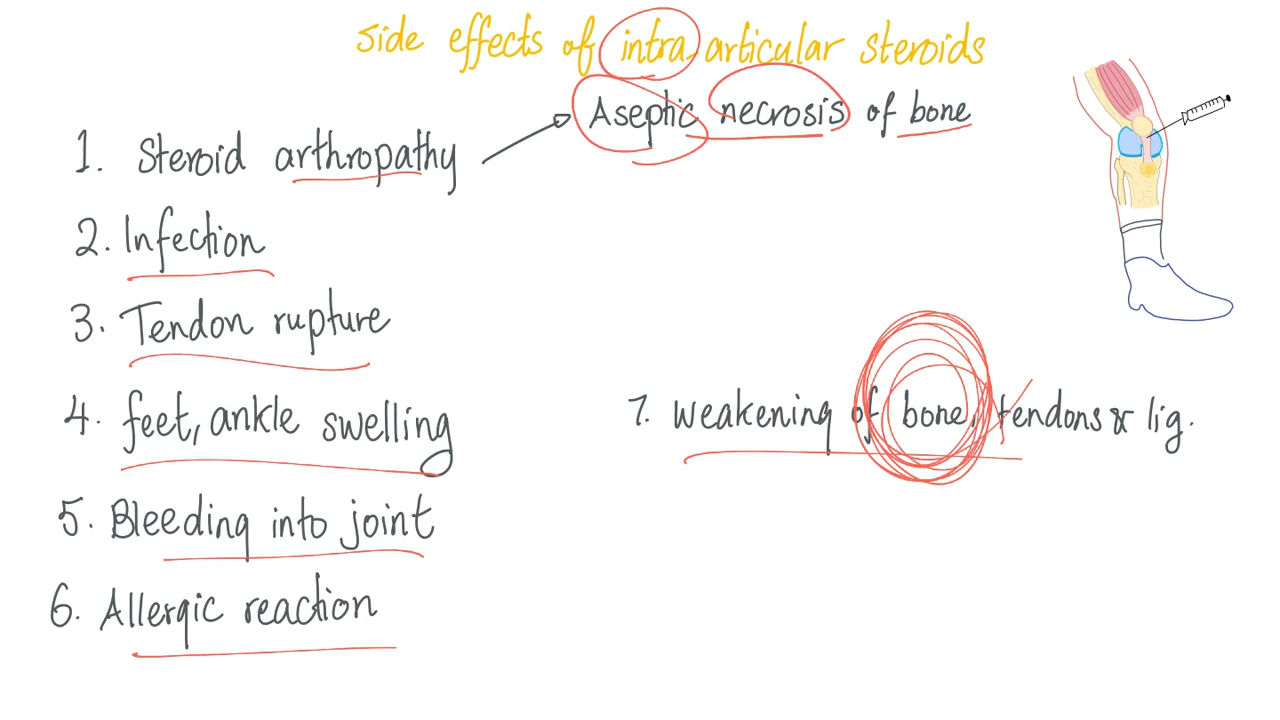 Side effects of intra articular steroids
Aseptic necrosis of bone
1. Steroid arthropathy
2. Infection
3. Tendon rupture
4. feet, ankle swelling
7. weakening of bone, tendons & lig.
5. Bleeding into joint
6. Allergic reaction